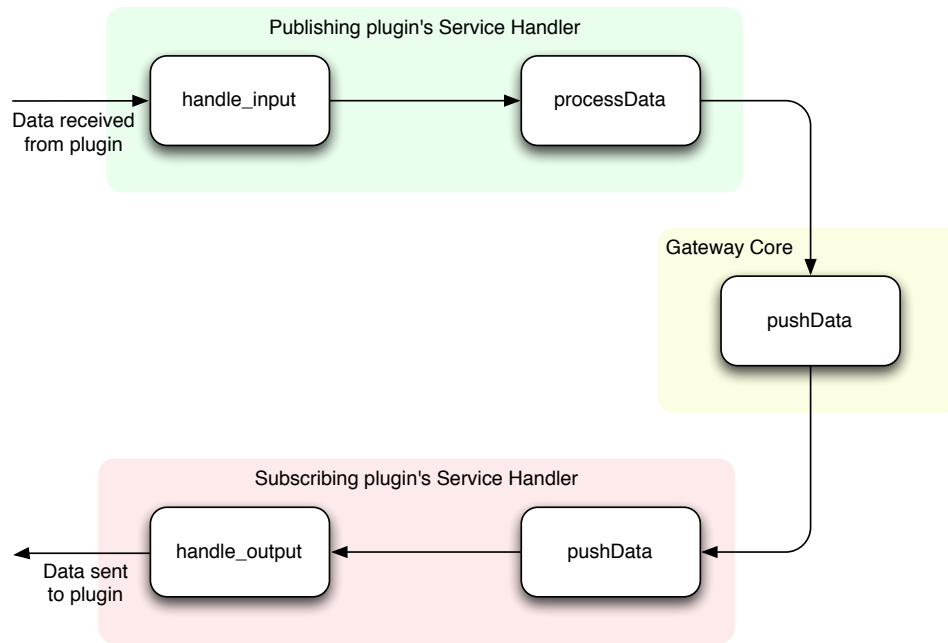 Publishing plugin's Service Handler
handle_input
processData
Data received
from plugin
Gateway Core
pushData
Subscribing plugin's Service Handler
handle_output
pushData
Data sent
to plugin